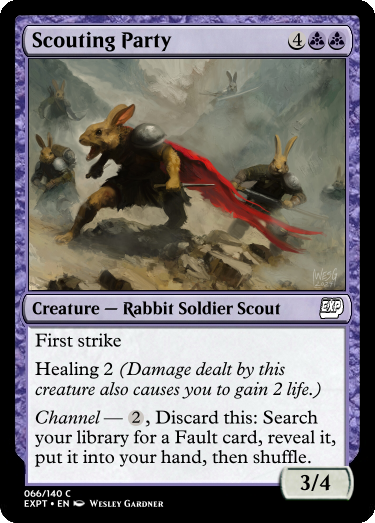 Scouting Party 4
EXP
Creature — Rabbit Soldier Scout
First strike
Healing 2 (Damage dealt by this
creature also causes you to gain 2 life.)
Channel — 2, Discard this: Search
your library for a Fault card, reveal it,
put it into your hand, then shuffle.
3/4
066/140 C
EXPT • EN Wesley Gardner